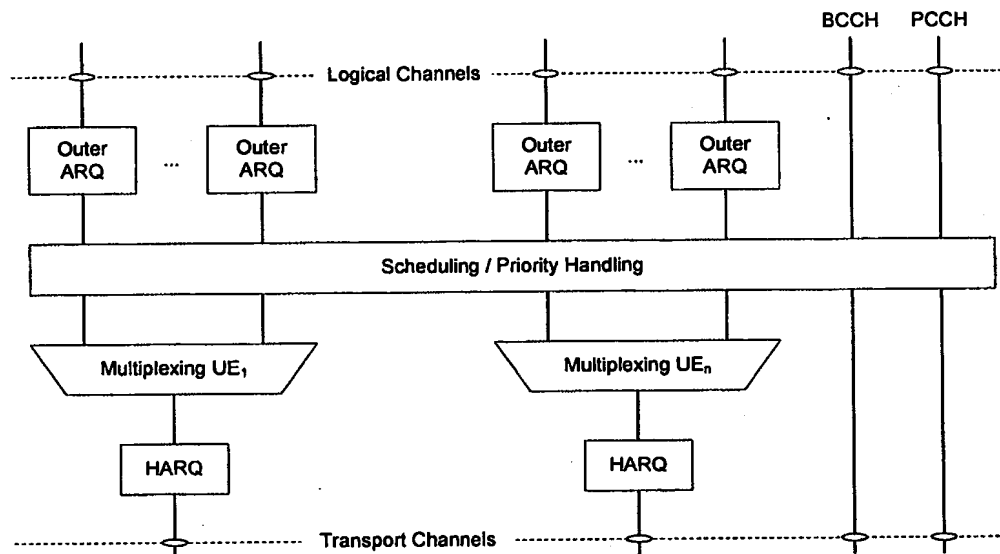 BCCH PCCH
Logical Channels
Outer
ARQ
...
Outer
ARQ
Outer
ARQ
...
Outer
ARQ
Scheduling / Priority Handling
Multiplexing UE₁
Multiplexing UEₙ
HARQ
HARQ
Transport Channels